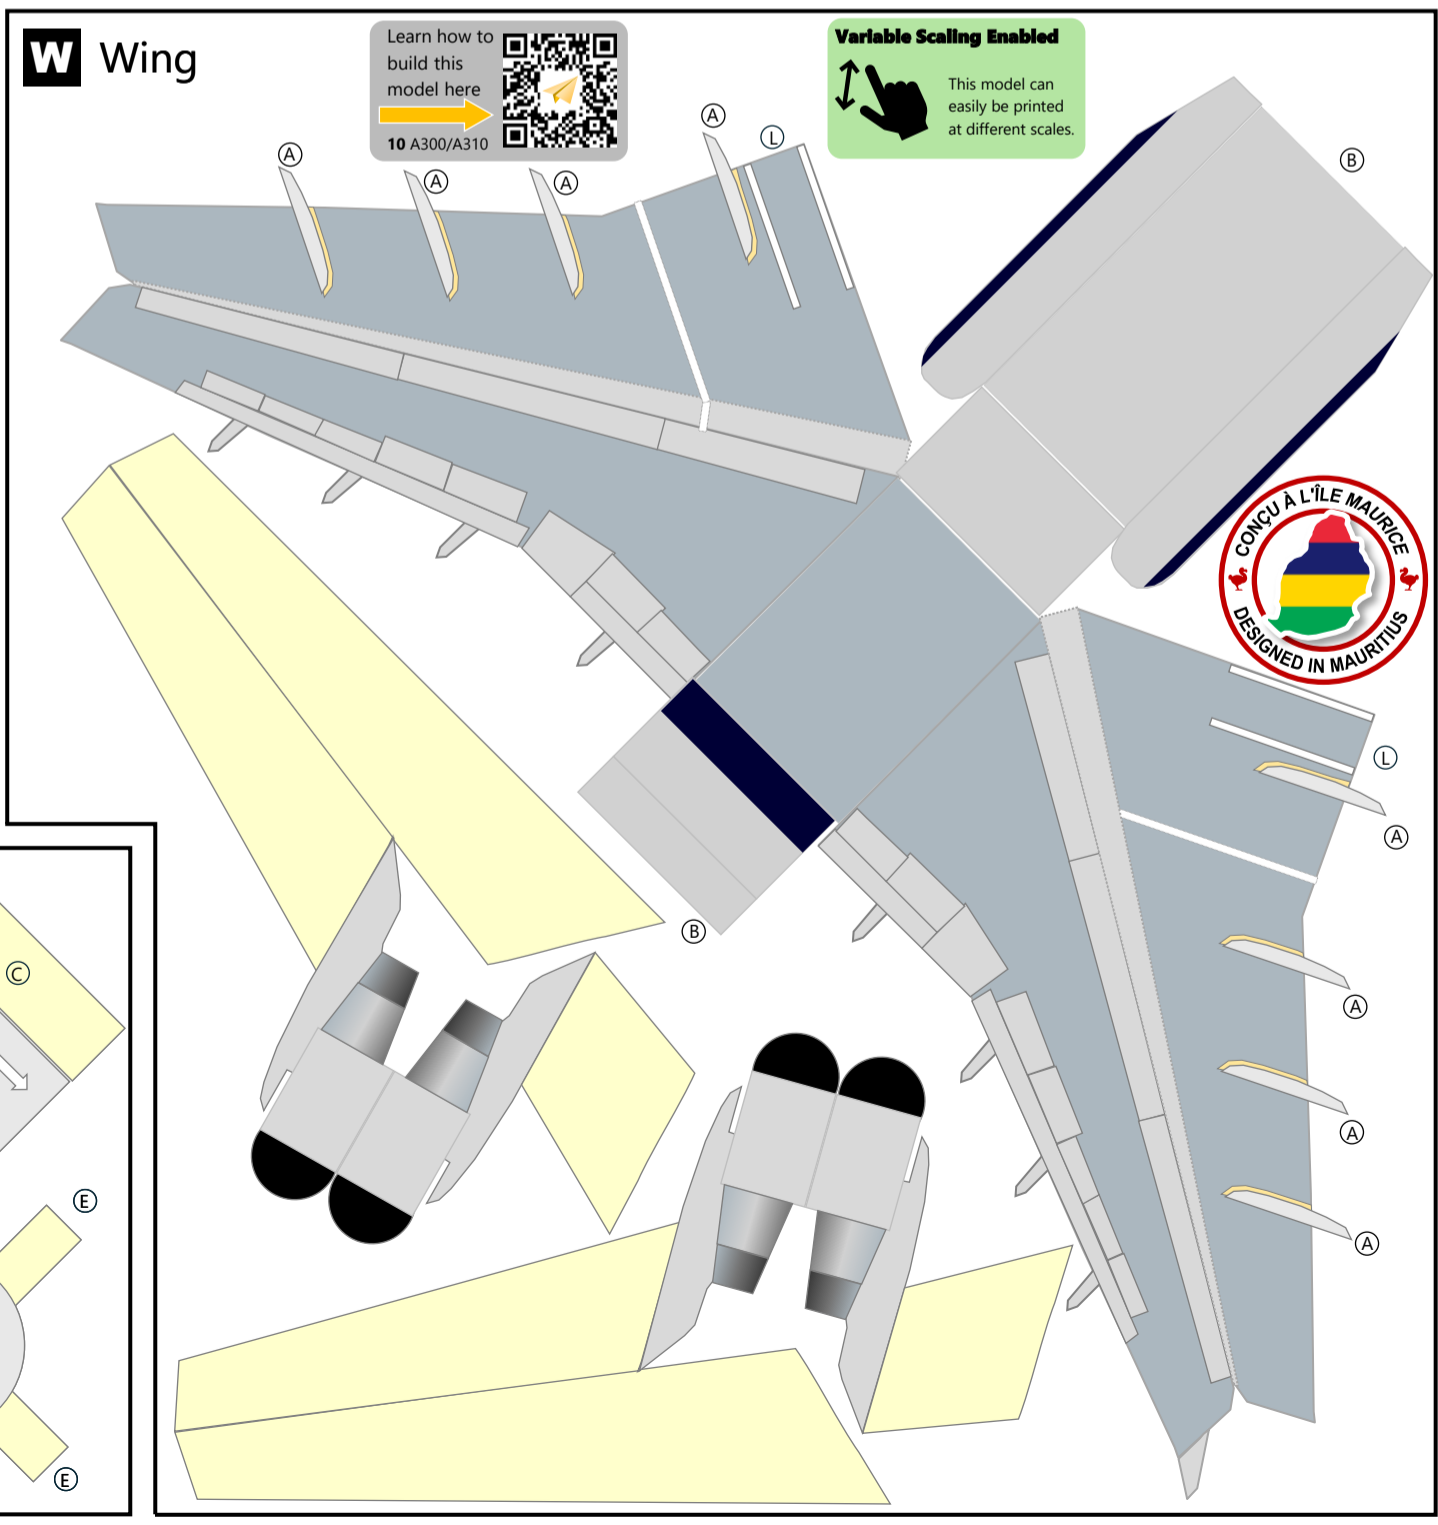 W Wing
Learn how to
build this
model here
10 A300/A310
Variable Scaling Enabled
This model can
easily be printed
at different scales.
A
A
A
A
L
B
CONÇU À L'ÎLE MAURICE
DESIGNED IN MAURITIUS
L
A
B
C
A
A
E
A
E